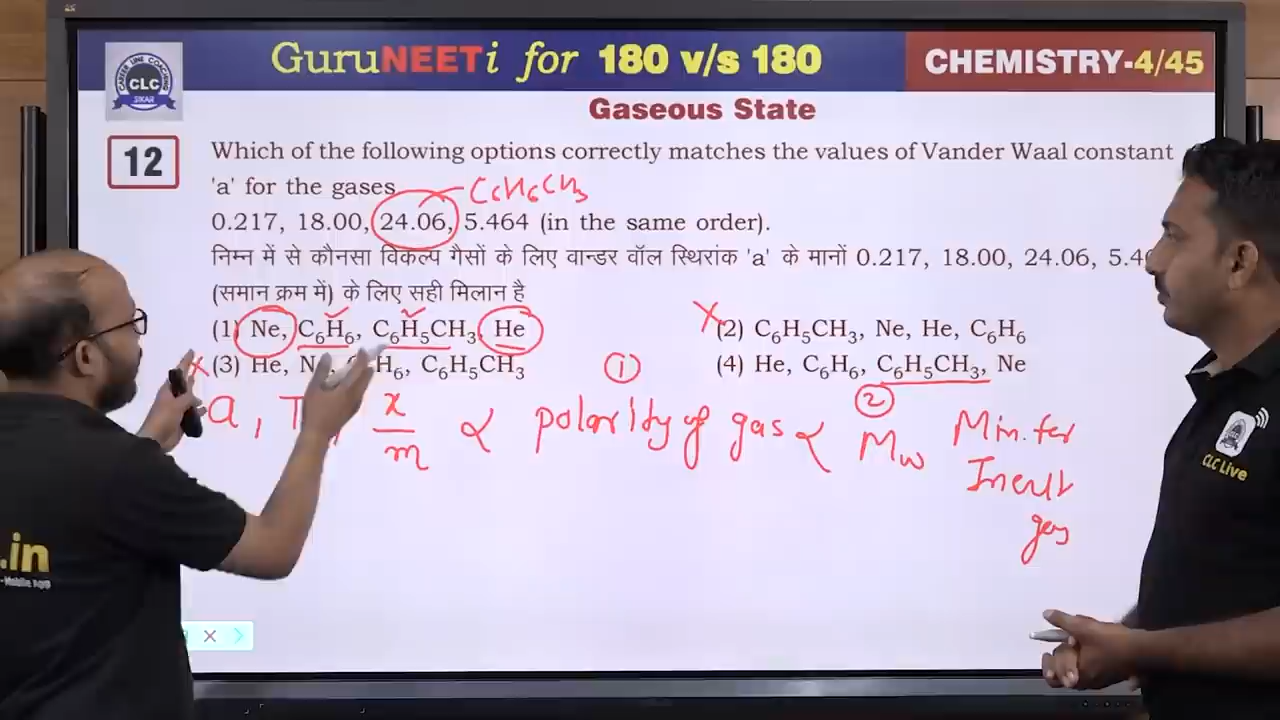 GuruNEETi for 180 v/s 180
CHEMISTRY-4/45
CLC
SIKAR
Gaseous State
12
Which of the following options correctly matches the values of Vander Waal constant
'a' for the gases
C6H6CH3
0.217, 18.00, 24.06, 5.464 (in the same order).
निम्न में से कौनसा विकल्प गैसों के लिए वान्डर वॉल स्थिरांक 'a' के मानों 0.217, 18.00, 24.06,
(समान क्रम में) के लिए सही मिलान है
(1) Ne, C6H6, C6H5CH3, He
(2) C6H5CH3, Ne, He, C6H6
(3) He, C6H5CH3
(4) He, C6H6, C6H5CH3, Ne
① ②
a, x/m ∝ polarity of gas ∝ Mw
Min. for
Inert
gas
CLC Live
.in